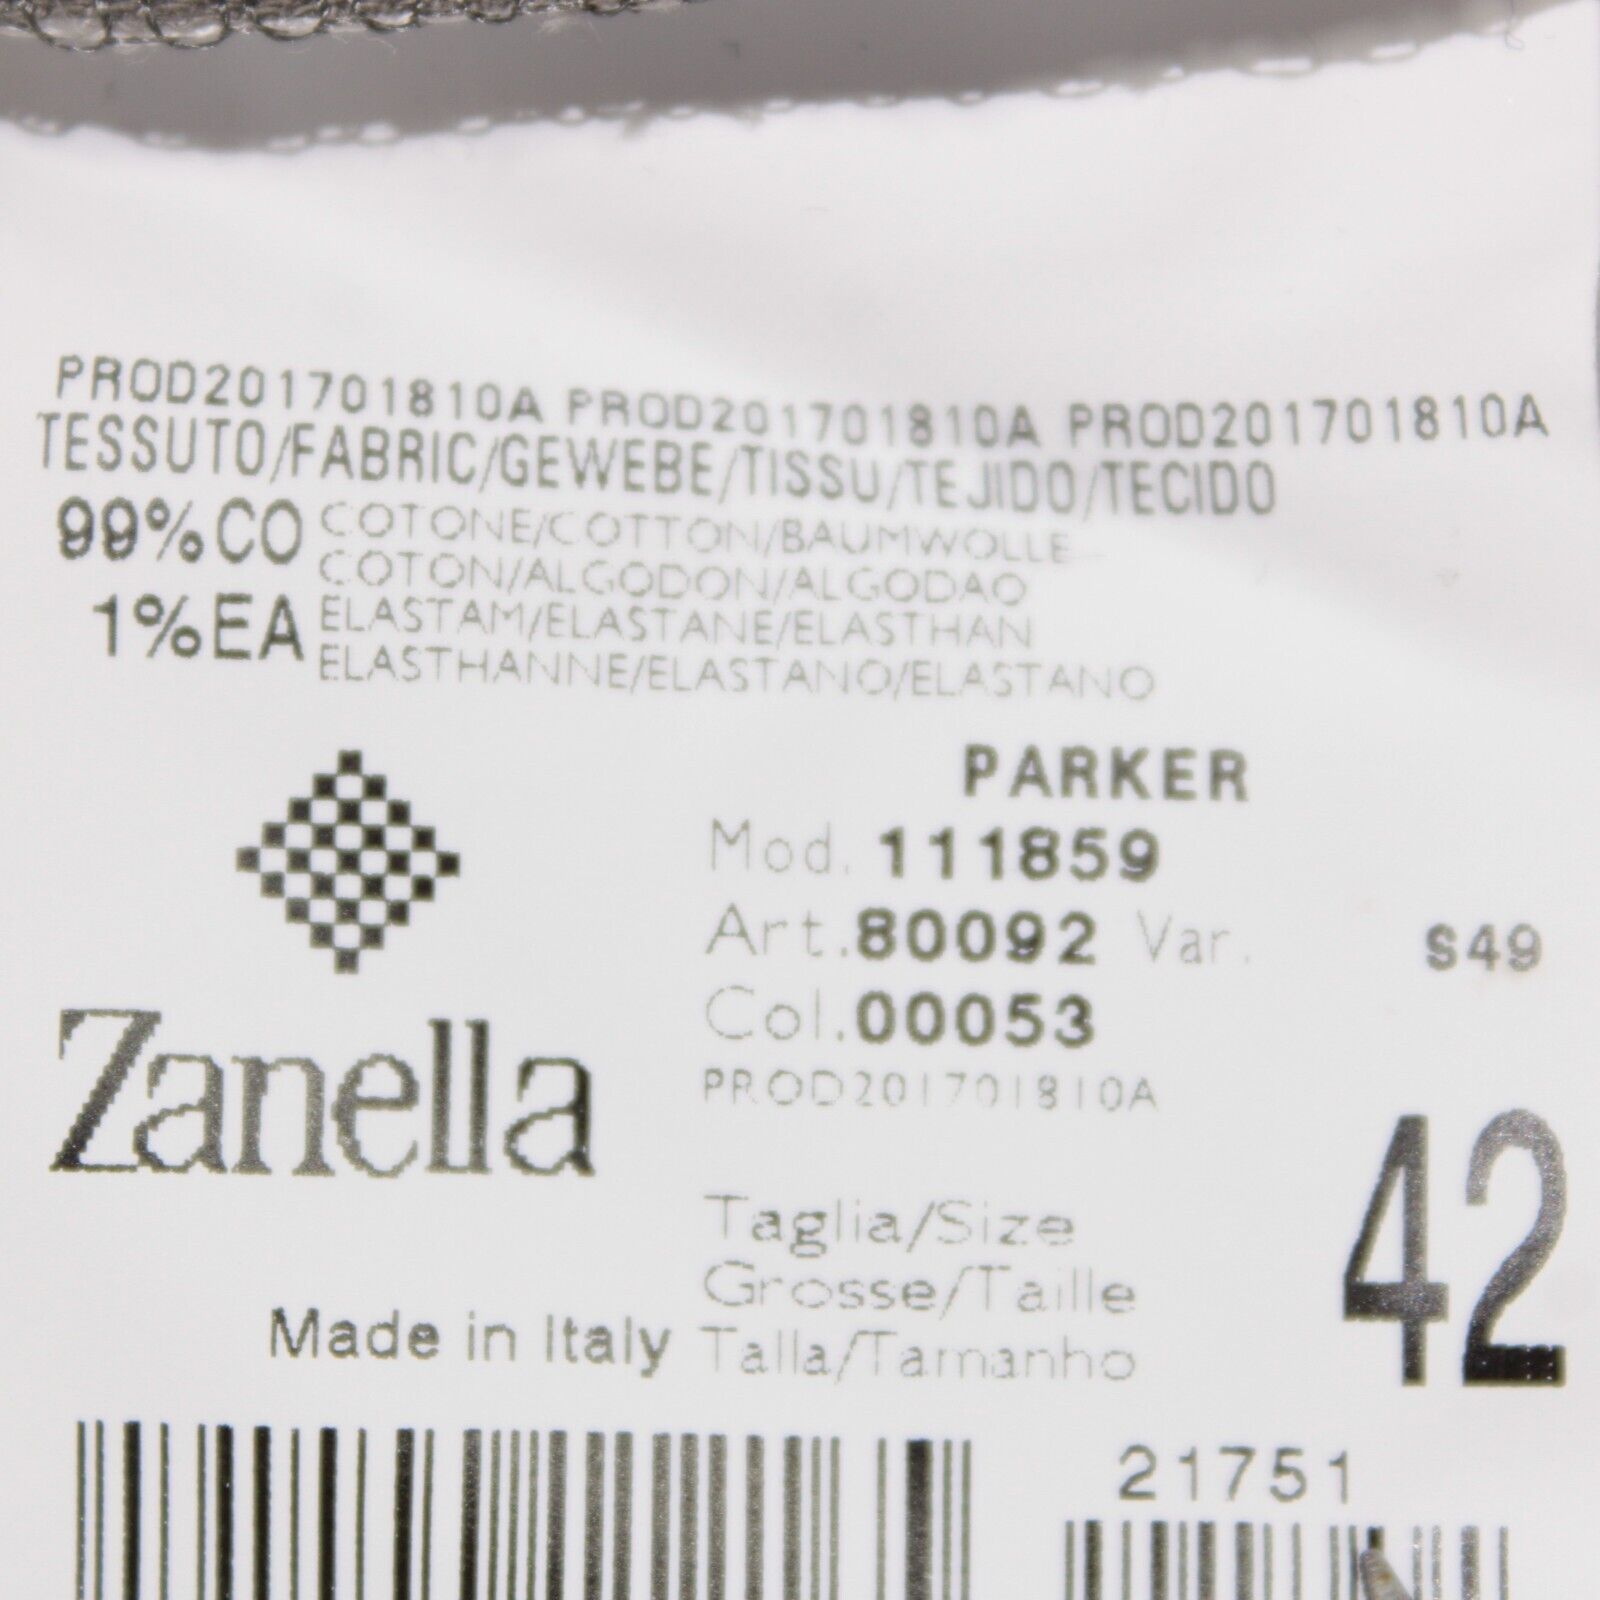 PROD201701810A PROD201701810A PROD201701810A
TESSUTO/FABRIC/GEWEBE/TISSU/TEJIDO/TECIDO
99%CO COTONE/COTTON/BAUMWOLLE
COTON/ALGODON/ALGODAO
1%EA ELASTAM/ELASTANE/ELASTHAN
ELASTHANNE/ELASTANO/ELASTANO
PARKER
Mod. 111859
Art.80092 Var. S49
Col.00053
PROD201701810A
Zanella
Taglia/Size
Grosse/Taille
Talla/Tamanho
42
Made in Italy
21751